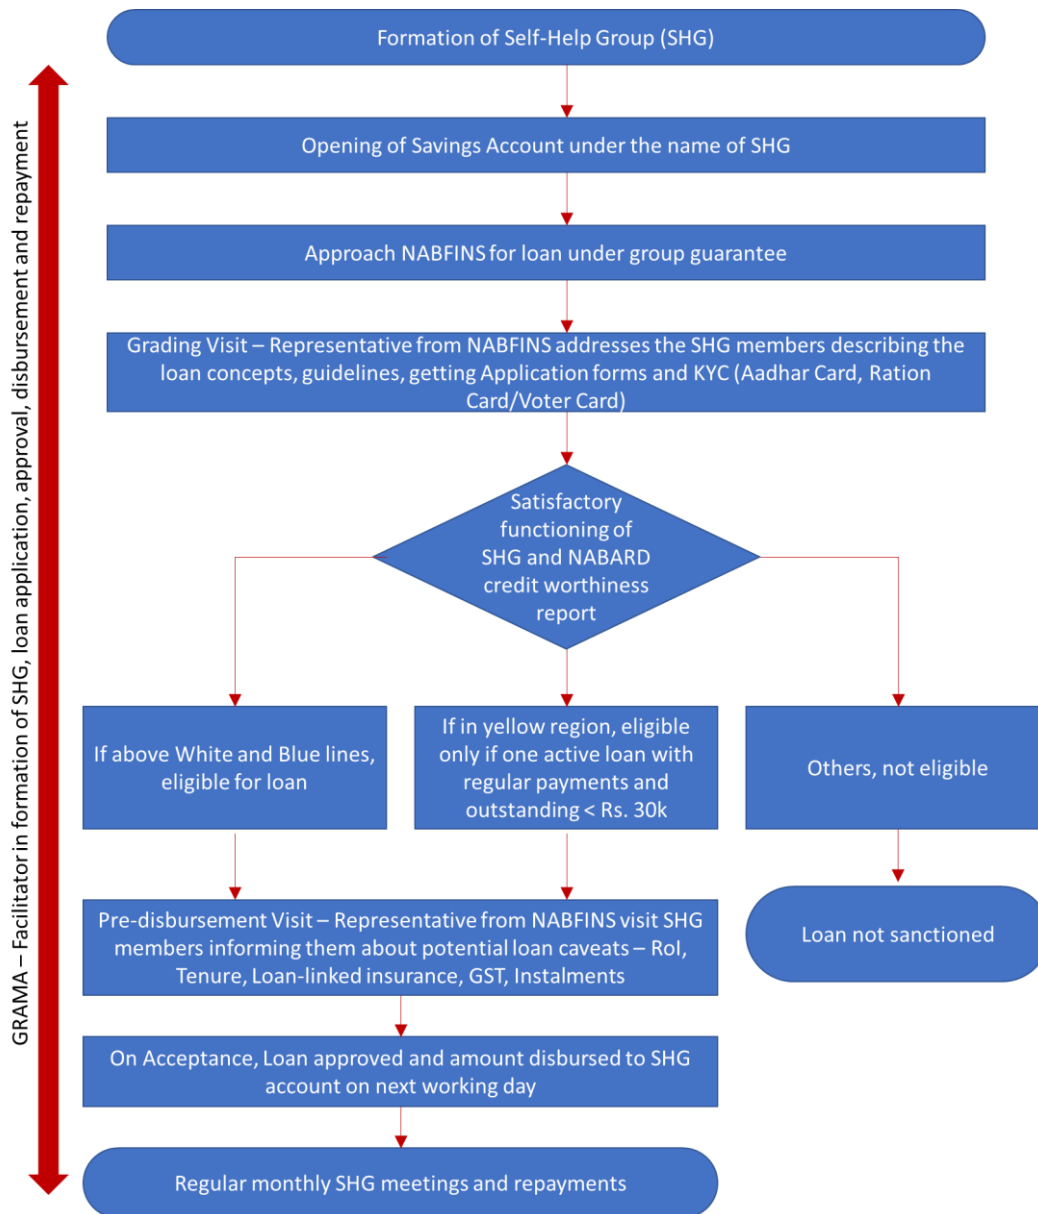 Formation of Self-Help Group (SHG)
Opening of Savings Account under the name of SHG
Approach NABFINS for loan under group guarantee
Grading Visit – Representative from NABFINS addresses the SHG members describing the
loan concepts, guidelines, getting Application forms and KYC (Aadhar Card, Ration
Card/Voter Card)
Satisfactory
functioning of
SHG and NABARD
credit worthiness
report
If above White and Blue lines,
eligible for loan
If in yellow region, eligible
only if one active loan with
regular payments and
outstanding < Rs. 30k
Others, not eligible
Loan not sanctioned
Pre-disbursement Visit – Representative from NABFINS visit SHG
members informing them about potential loan caveats – RoI,
Tenure, Loan-linked insurance, GST, Instalments
On Acceptance, Loan approved and amount disbursed to SHG
account on next working day
Regular monthly SHG meetings and repayments
GRAMA – Facilitator in formation of SHG, loan application, approval, disbursement and repayment